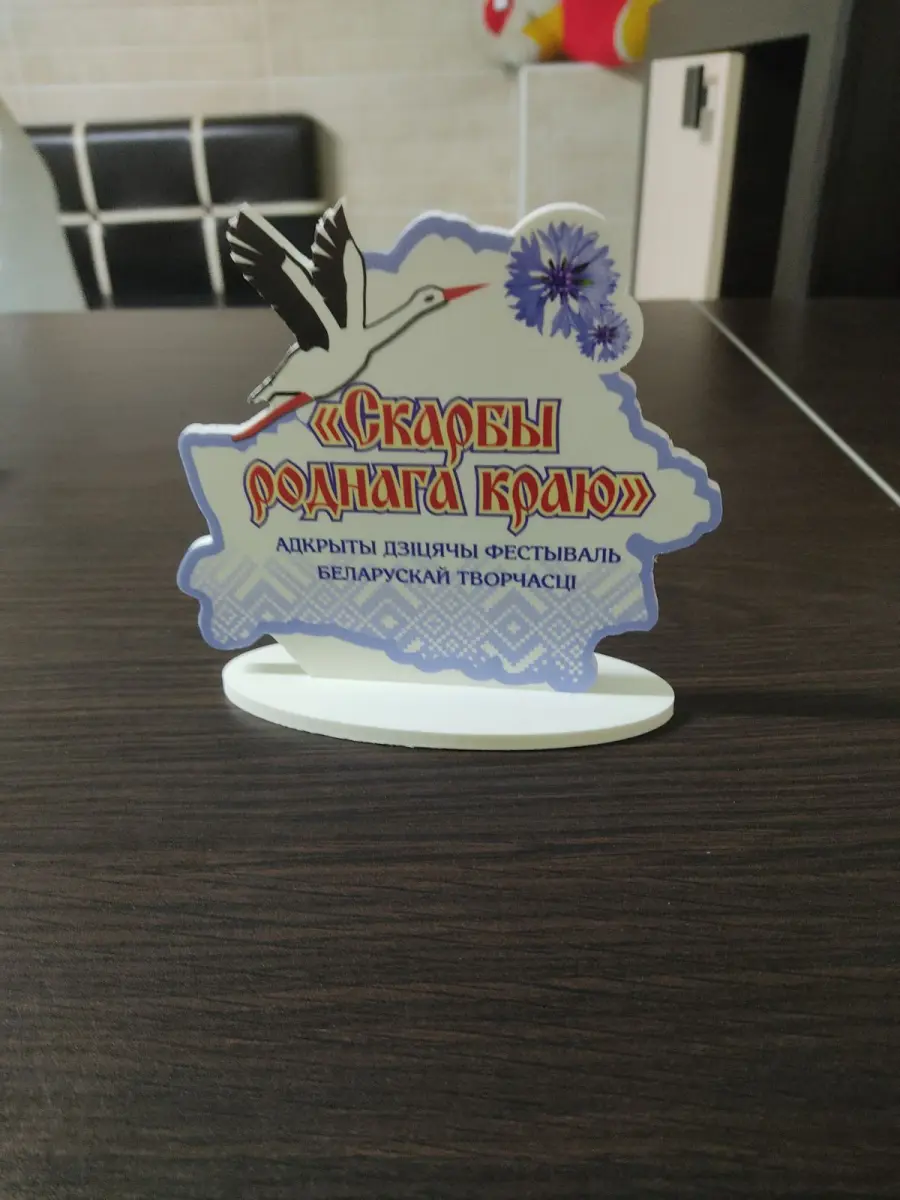 «Скарбы
роднага краю»
АДКРЫТЫ ДЗІЦЯЧЫ ФЕСТЫВАЛЬ
БЕЛАРУСКАЙ ТВОРЧАСЦІ